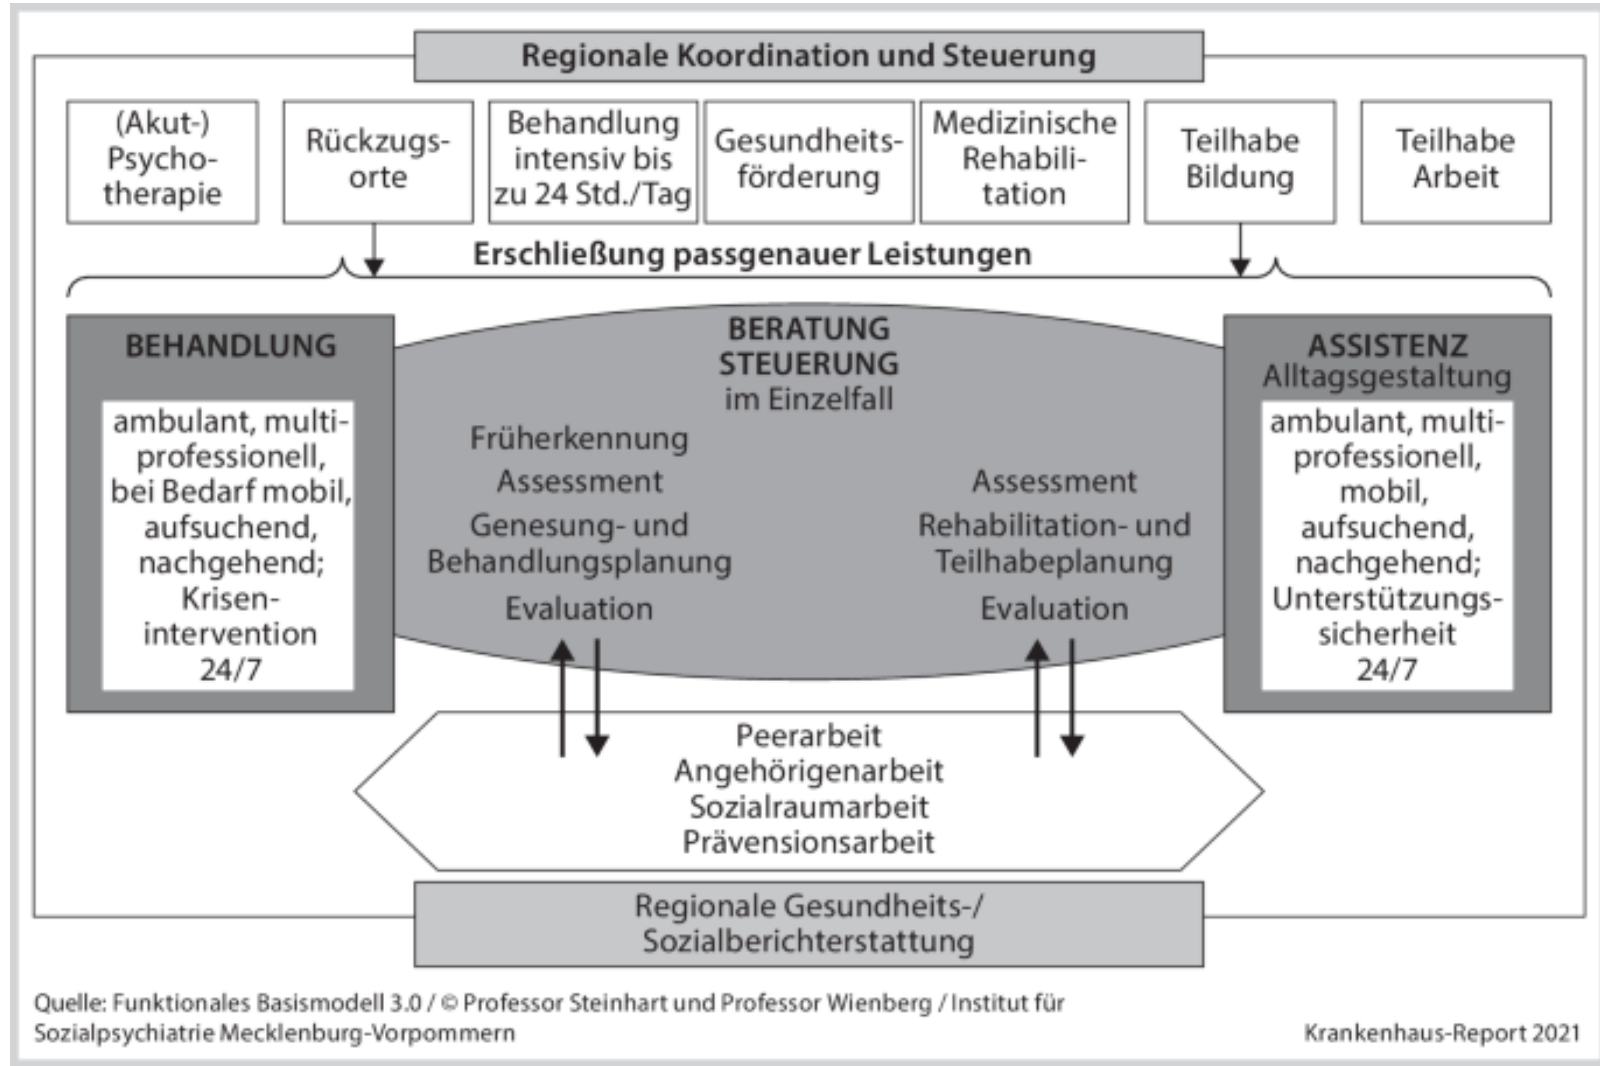 Regionale Koordination und Steuerung
(Akut-)
Psycho-
therapie
Rückzugs-
orte
Behandlung
intensiv bis
zu 24 Std./Tag
Gesundheits-
förderung
Medizinische
Rehabili-
tation
Teilhabe
Bildung
Teilhabe
Arbeit
Erschließung passgenauer Leistungen
BEHANDLUNG
ambulant, multi-
professionell,
bei Bedarf mobil,
aufsuchend,
nachgehend;
Krisen-
intervention
24/7
BERATUNG
STEUERUNG
im Einzelfall
Früherkennung
Assessment
Genesung- und
Behandlungsplanung
Evaluation
Assessment
Rehabilitation- und
Teilhabeplanung
Evaluation
ASSISTENZ
Alltagsgestaltung
ambulant, multi-
professionell,
mobil,
aufsuchend,
nachgehend;
Unterstützungs-
sicherheit
24/7
Peerarbeit
Angehörigenarbeit
Sozialraumarbeit
Prävensionsarbeit
Regionale Gesundheits-/
Sozialberichterstattung
Quelle: Funktionales Basismodell 3.0 / © Professor Steinhart und Professor Wienberg / Institut für
Sozialpsychiatrie Mecklenburg-Vorpommern
Krankenhaus-Report 2021